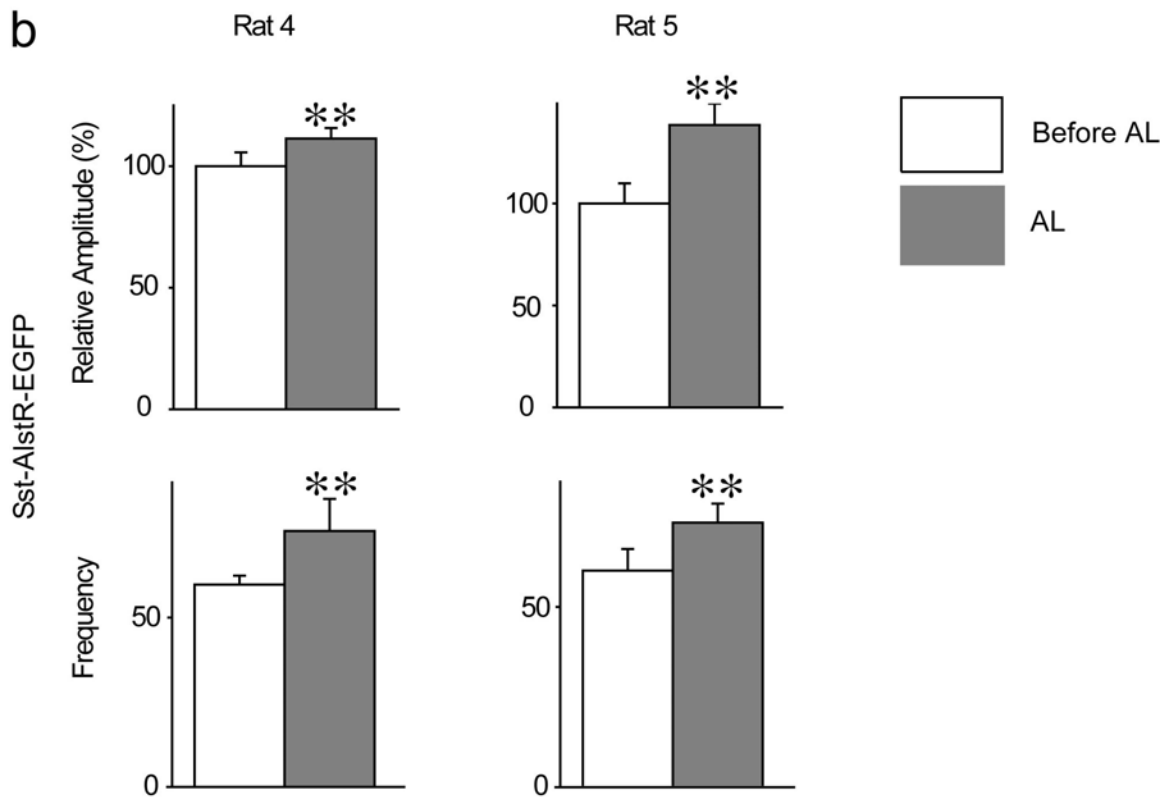 b
Rat 4
Rat 5
**
**
Before AL
AL
Relative Amplitude (%)
100
50
0
100
50
0
Sst-AlstR-EGFP
**
**
Frequency
50
0
50
0